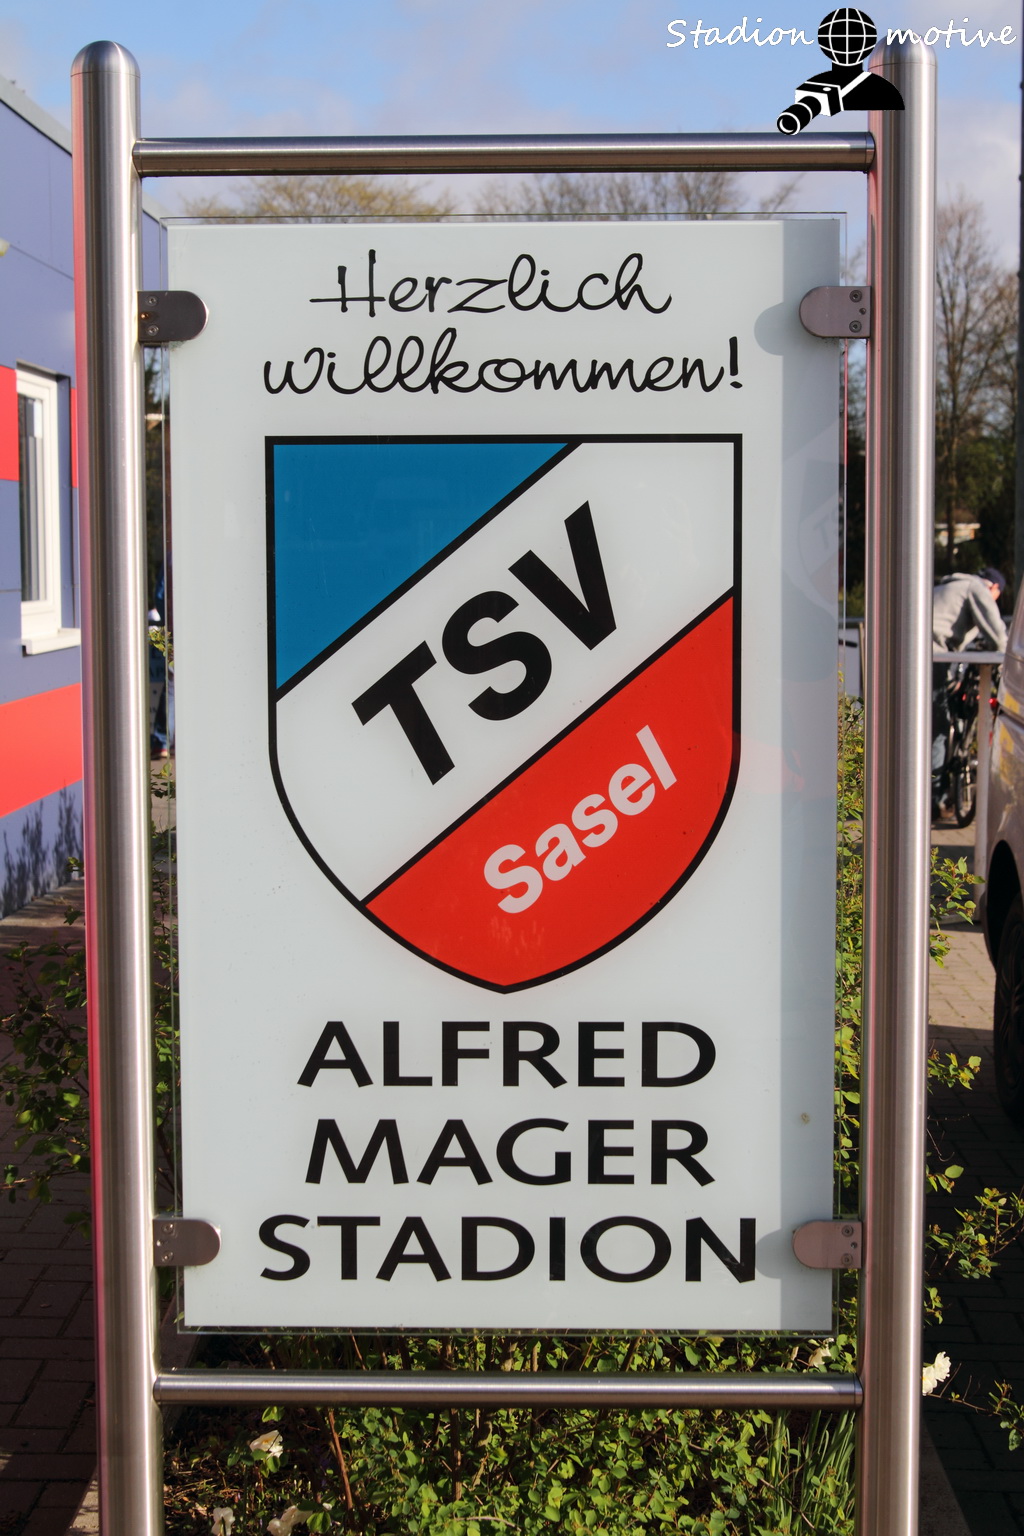 Stadion motive
Herzlich
willkommen!
TSV
Sasel
ALFRED
MAGER
STADION